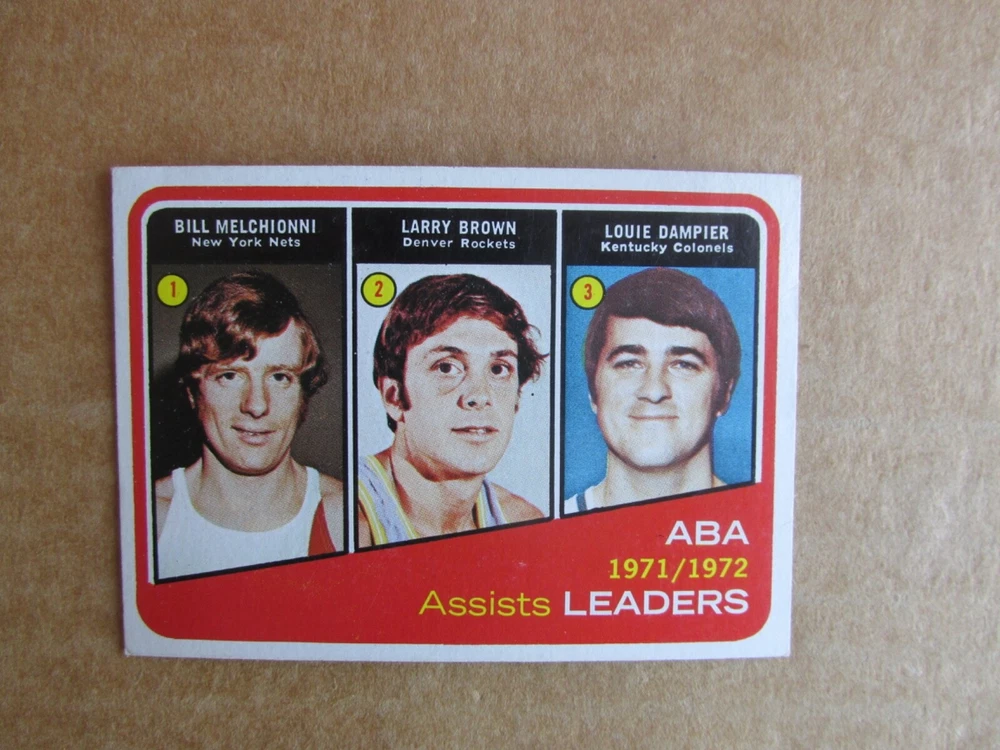 BILL MELCHIONNI
New York Nets
1
LARRY BROWN
Denver Rockets
2
LOUIE DAMPIER
Kentucky Colonels
3
ABA
1971/1972
Assists LEADERS